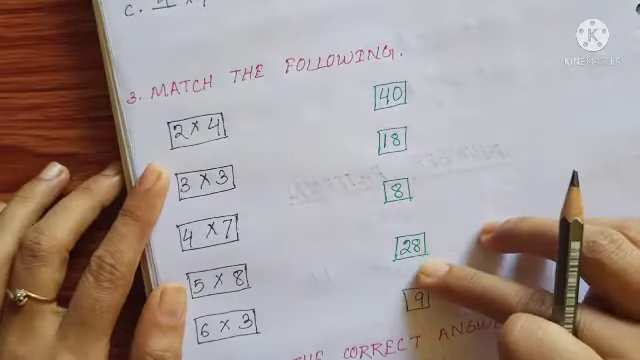 C.
3. MATCH THE FOLLOWING.
2 x 4 40
3 x 3 18
4 x 7 8
5 x 8 28
6 x 3 9
THE CORRECT
K
KINEMASTER